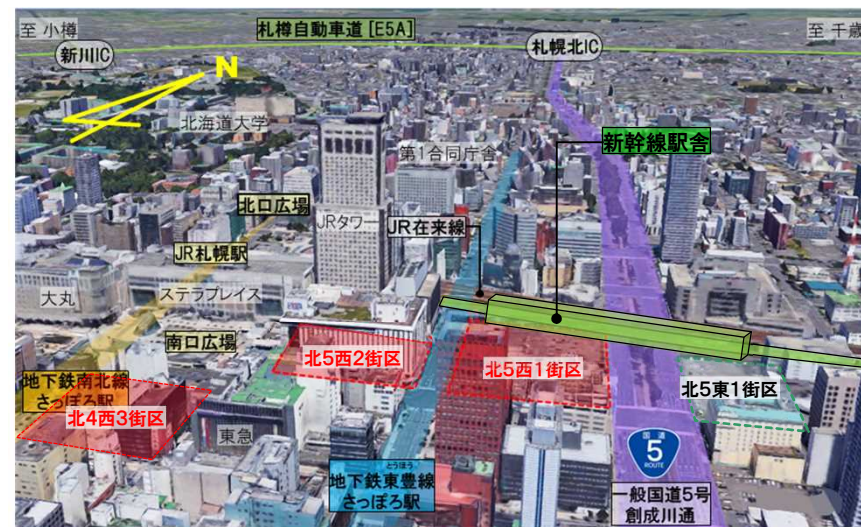 至 小樽
札樽自動車道 [E5A]
至 千歳
新川IC
札幌北IC
N
北海道大学
第1合同庁舎
新幹線駅舎
北口広場
JRタワー
JR在来線
JR札幌駅
大丸
ステラプレイス
南口広場
北5西2街区
北5西1街区
北5東1街区
地下鉄南北線
さっぽろ駅
北4西3街区
東急
国道
5
ROUTE
とうほう
地下鉄東豊線
さっぽろ駅
一般国道5号
創成川通